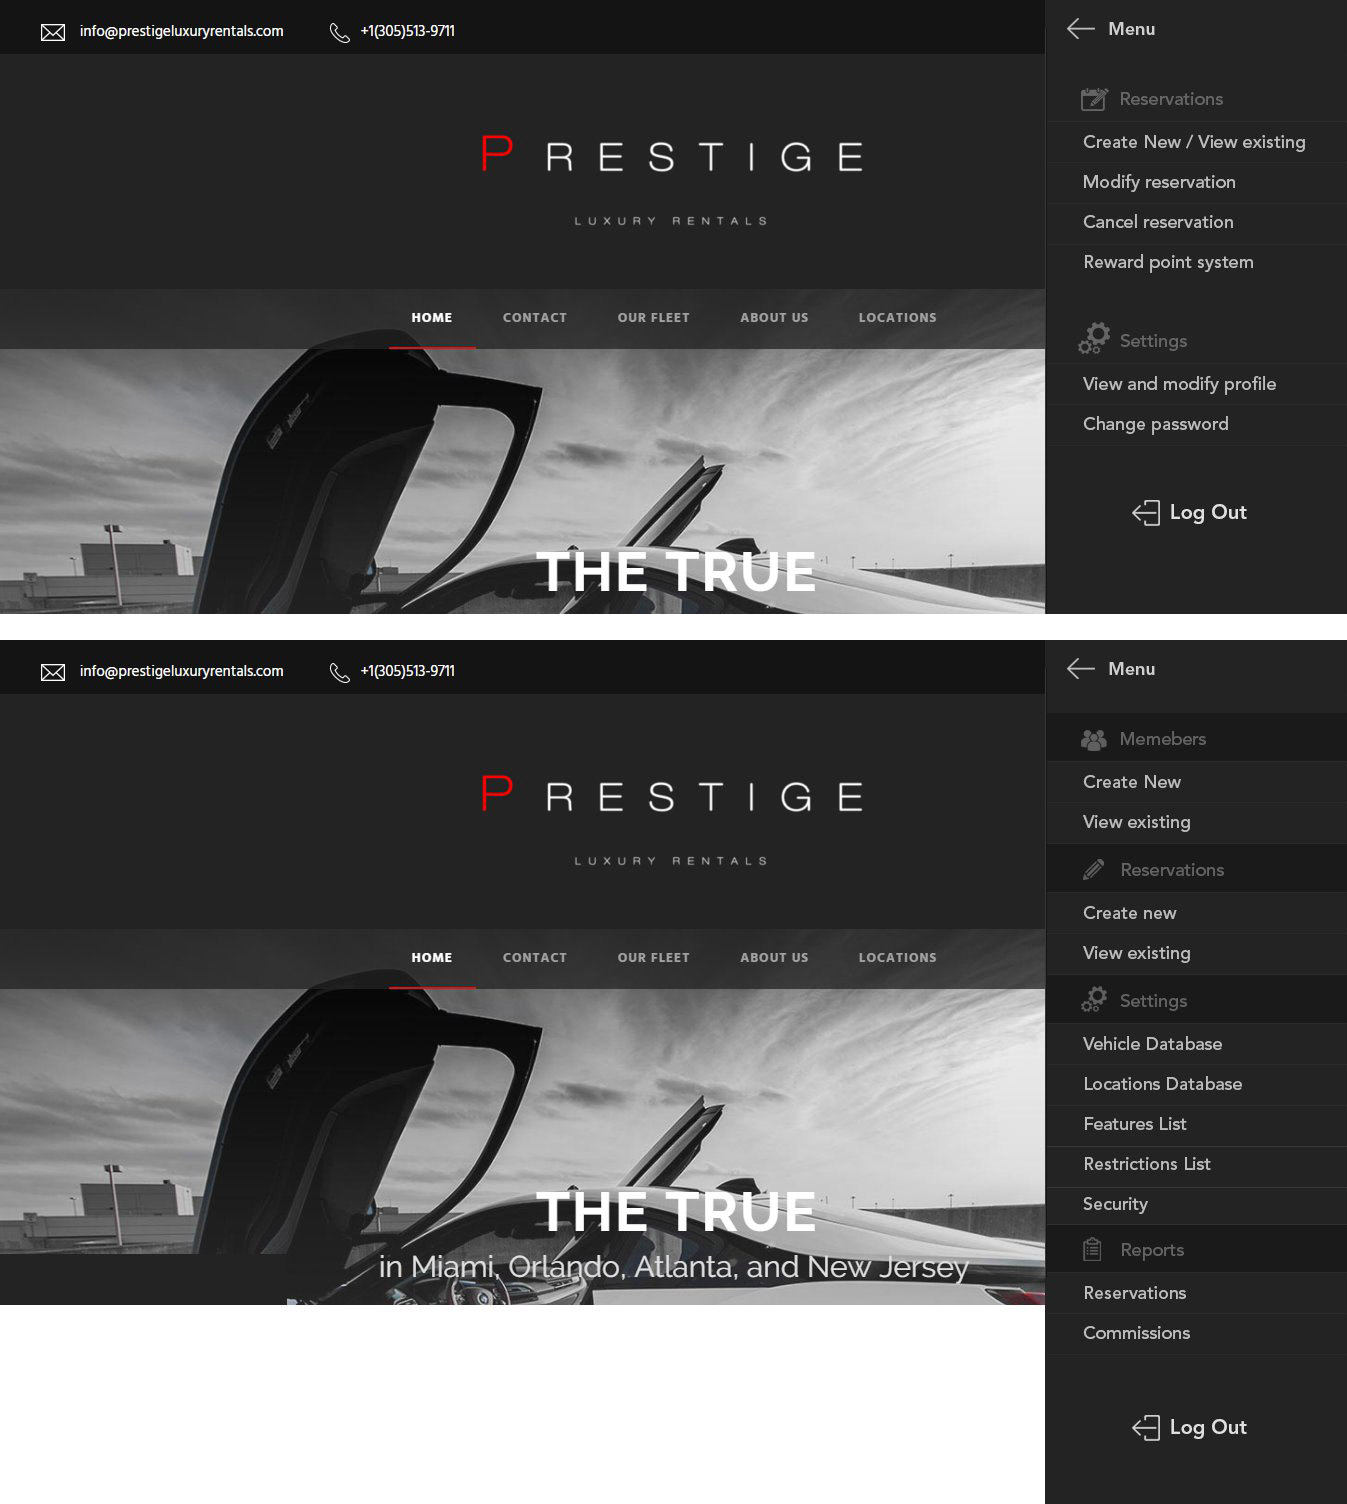 info@prestigeluxuryrentals.com +1(305)513-9711
PRESTIGE
LUXURY RENTALS
HOME CONTACT OUR FLEET ABOUT US LOCATIONS
THE TRUE
Menu
Reservations
Create New / View existing
Modify reservation
Cancel reservation
Reward point system
Settings
View and modify profile
Change password
Log Out
info@prestigeluxuryrentals.com +1(305)513-9711
PRESTIGE
LUXURY RENTALS
HOME CONTACT OUR FLEET ABOUT US LOCATIONS
THE TRUE
in Miami, Orlando, Atlanta, and New Jersey
Menu
Memebers
Create New
View existing
Reservations
Create new
View existing
Settings
Vehicle Database
Locations Database
Features List
Restrictions List
Security
Reports
Reservations
Commissions
Log Out